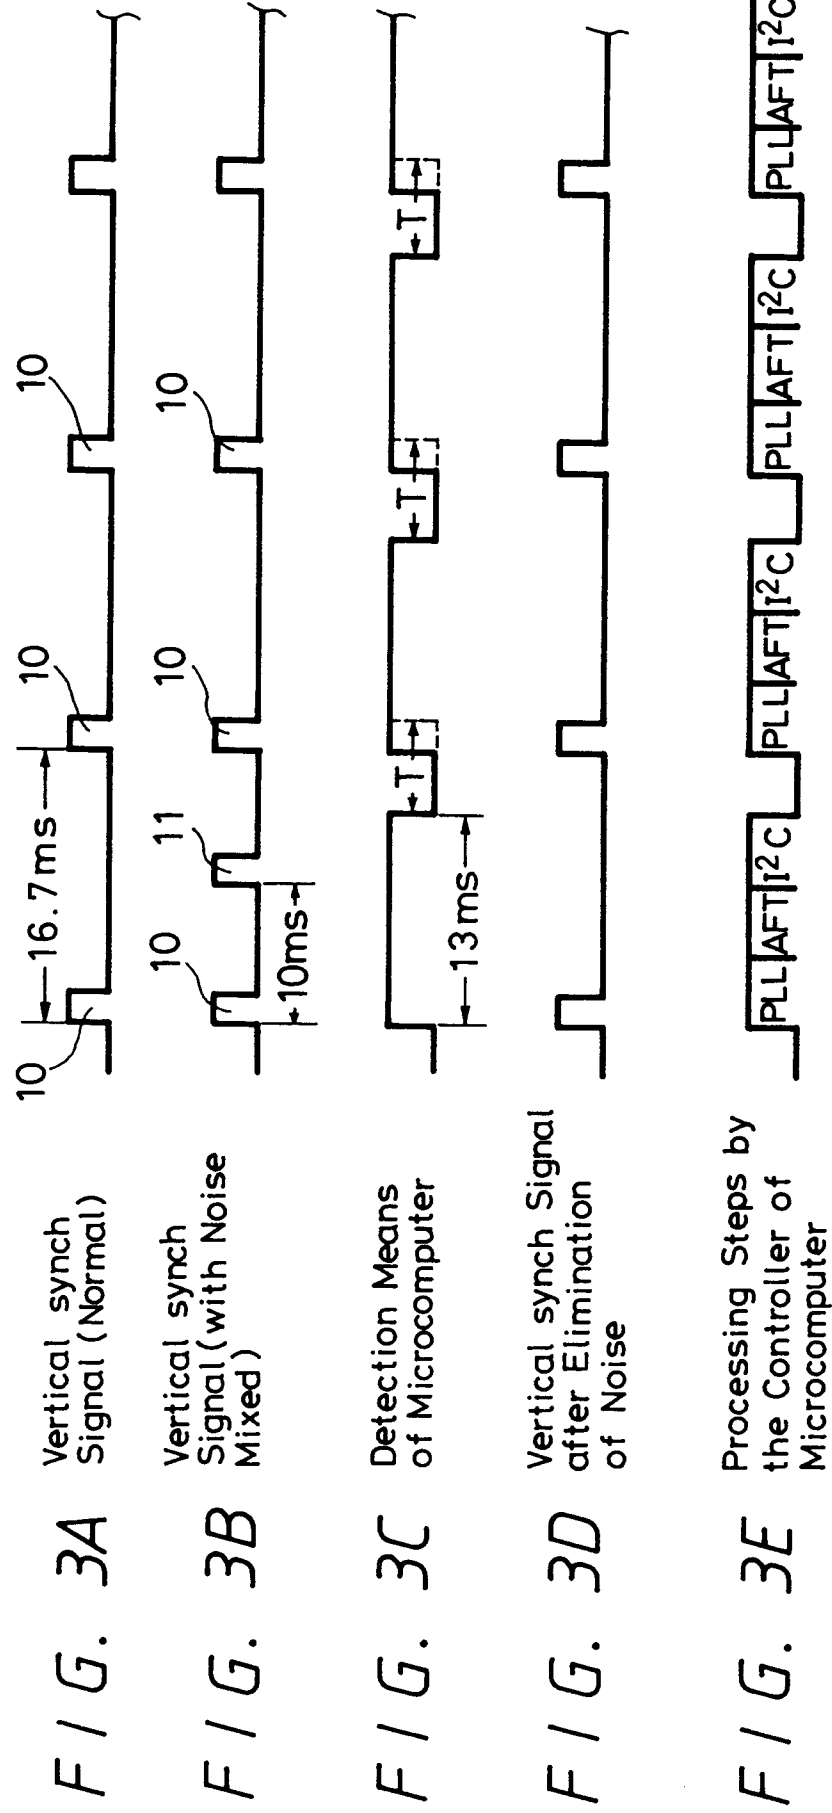 FIG. 3A
Vertical synch
Signal (Normal)
10
16.7ms
10
10
FIG. 3B
Vertical synch
Signal (with Noise
Mixed)
10
10ms
11
10
10
FIG. 3C
Detection Means
of Microcomputer
13ms
T
T
T
FIG. 3D
Vertical synch Signal
after Elimination
of Noise
FIG. 3E
Processing Steps by
the Controller of
Microcomputer
PLL AFT I²C PLL AFT I²C PLL AFT I²C PLL AFT I²C